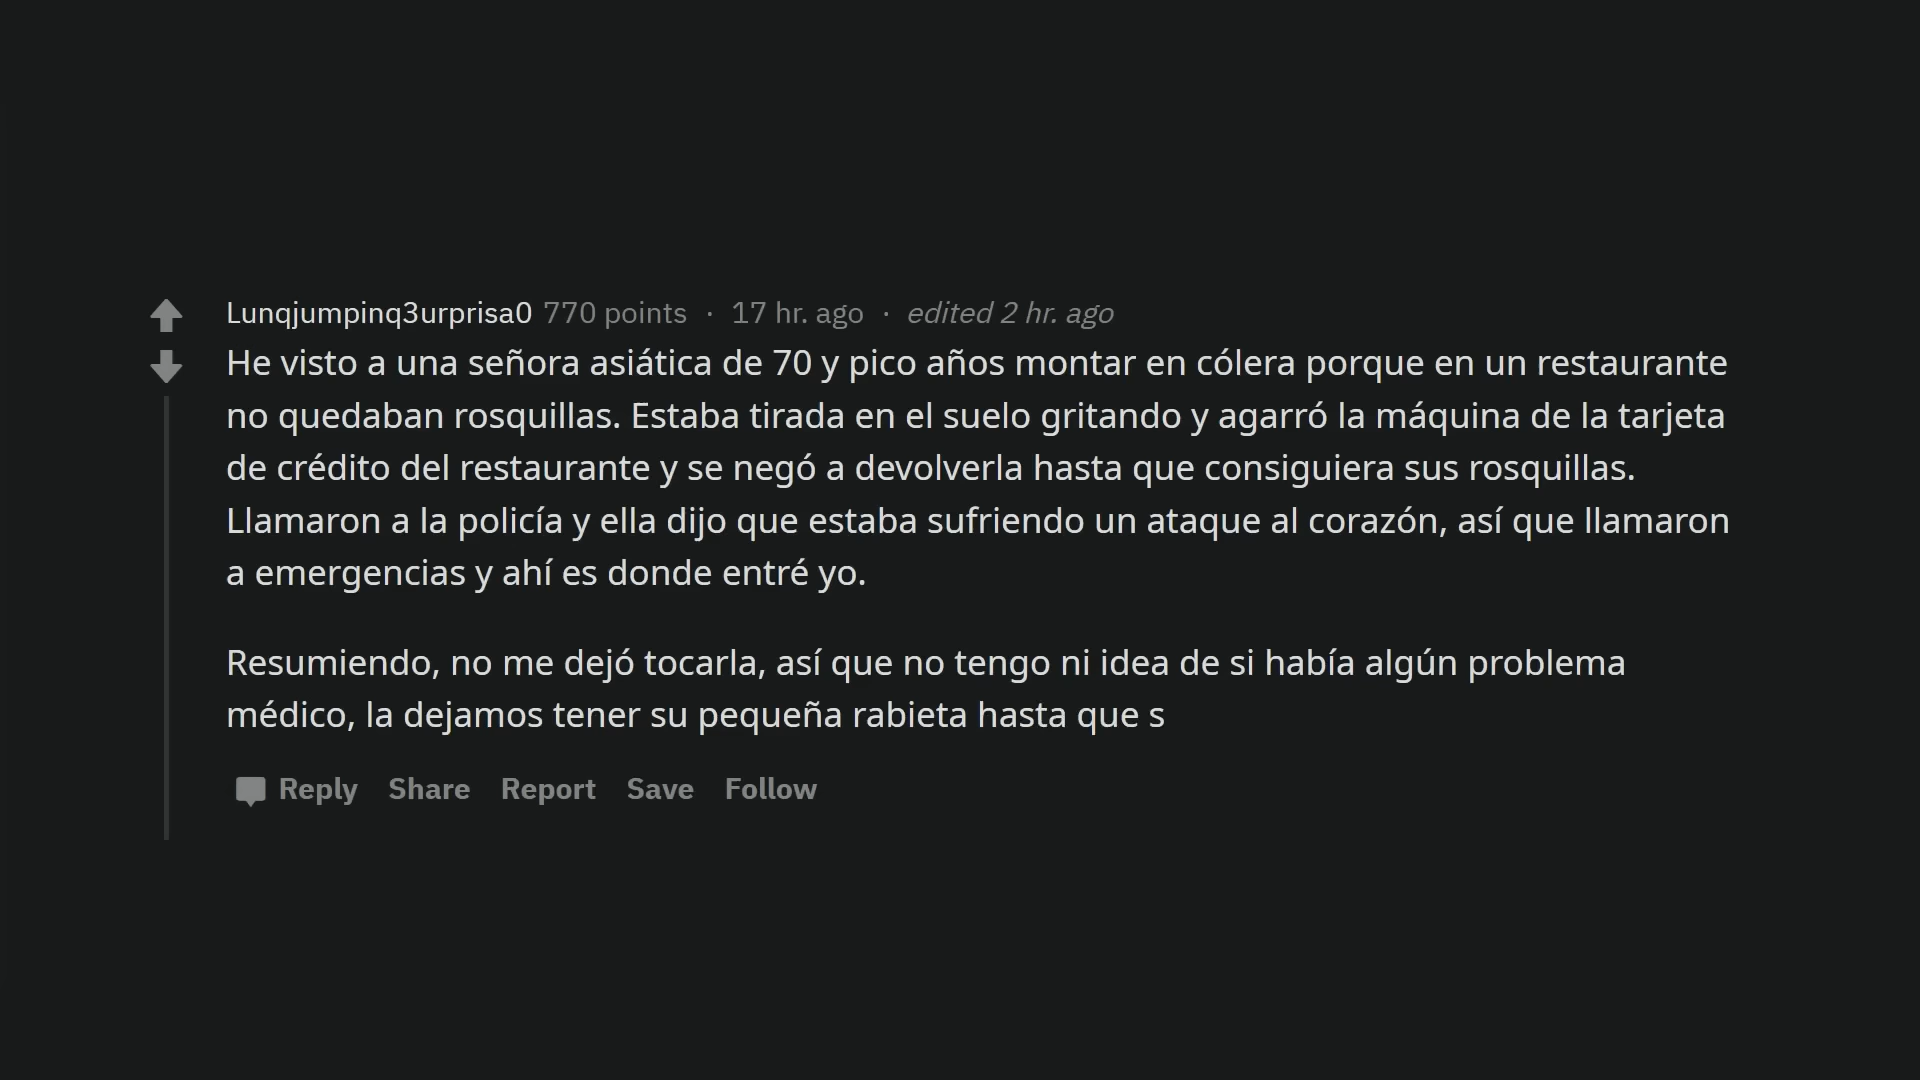 Lunqjumpinq3urprisa0 770 points · 17 hr. ago · edited 2 hr. ago
He visto a una señora asiática de 70 y pico años montar en cólera porque en un restaurante
no quedaban rosquillas. Estaba tirada en el suelo gritando y agarró la máquina de la tarjeta
de crédito del restaurante y se negó a devolverla hasta que consiguiera sus rosquillas.
Llamaron a la policía y ella dijo que estaba sufriendo un ataque al corazón, así que llamaron
a emergencias y ahí es donde entré yo.
Resumiendo, no me dejó tocarla, así que no tengo ni idea de si había algún problema
médico, la dejamos tener su pequeña rabieta hasta que s
Reply Share Report Save Follow